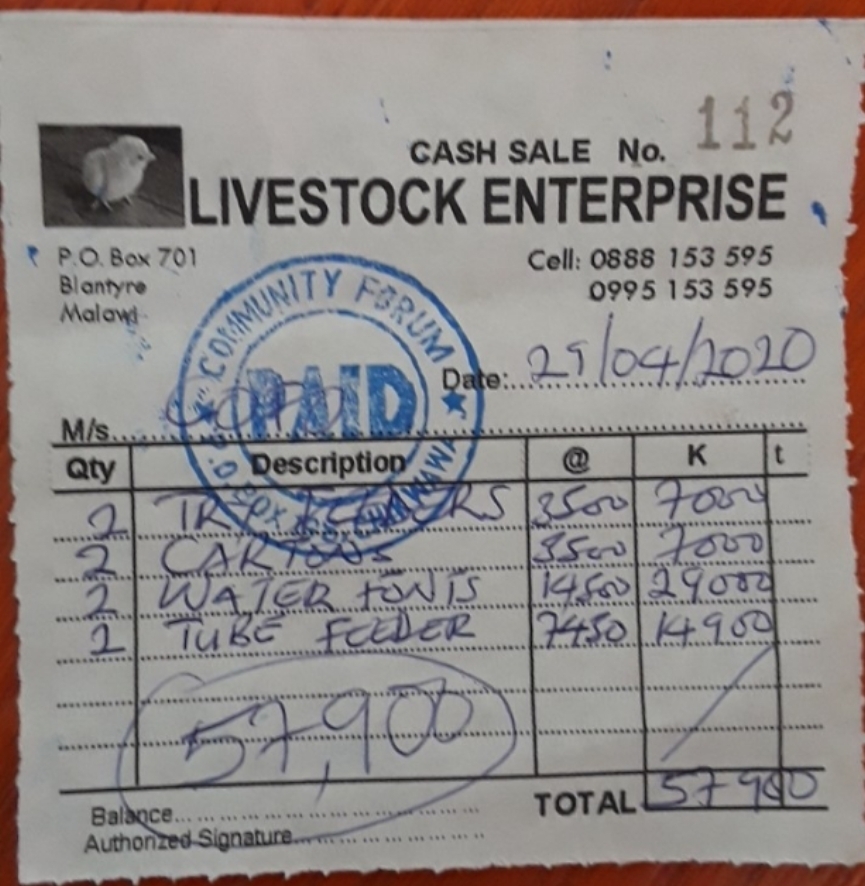 CASH SALE No. 112
LIVESTOCK ENTERPRISE
P.O. Box 701
Blantyre
Malawi
Cell: 0888 153 595
0995 153 595
COMMUNITY FORUM
PAID
Date: 29/04/2020
M/s
Qty Description @ K t
2 FEEDERS 3500 7000
2 CARTONS 3500 7000
2 WATER FONTS 14500 29000
2 TUBE FEEDER 7450 14900
57,900
TOTAL 57900
Balance
Authorized Signature